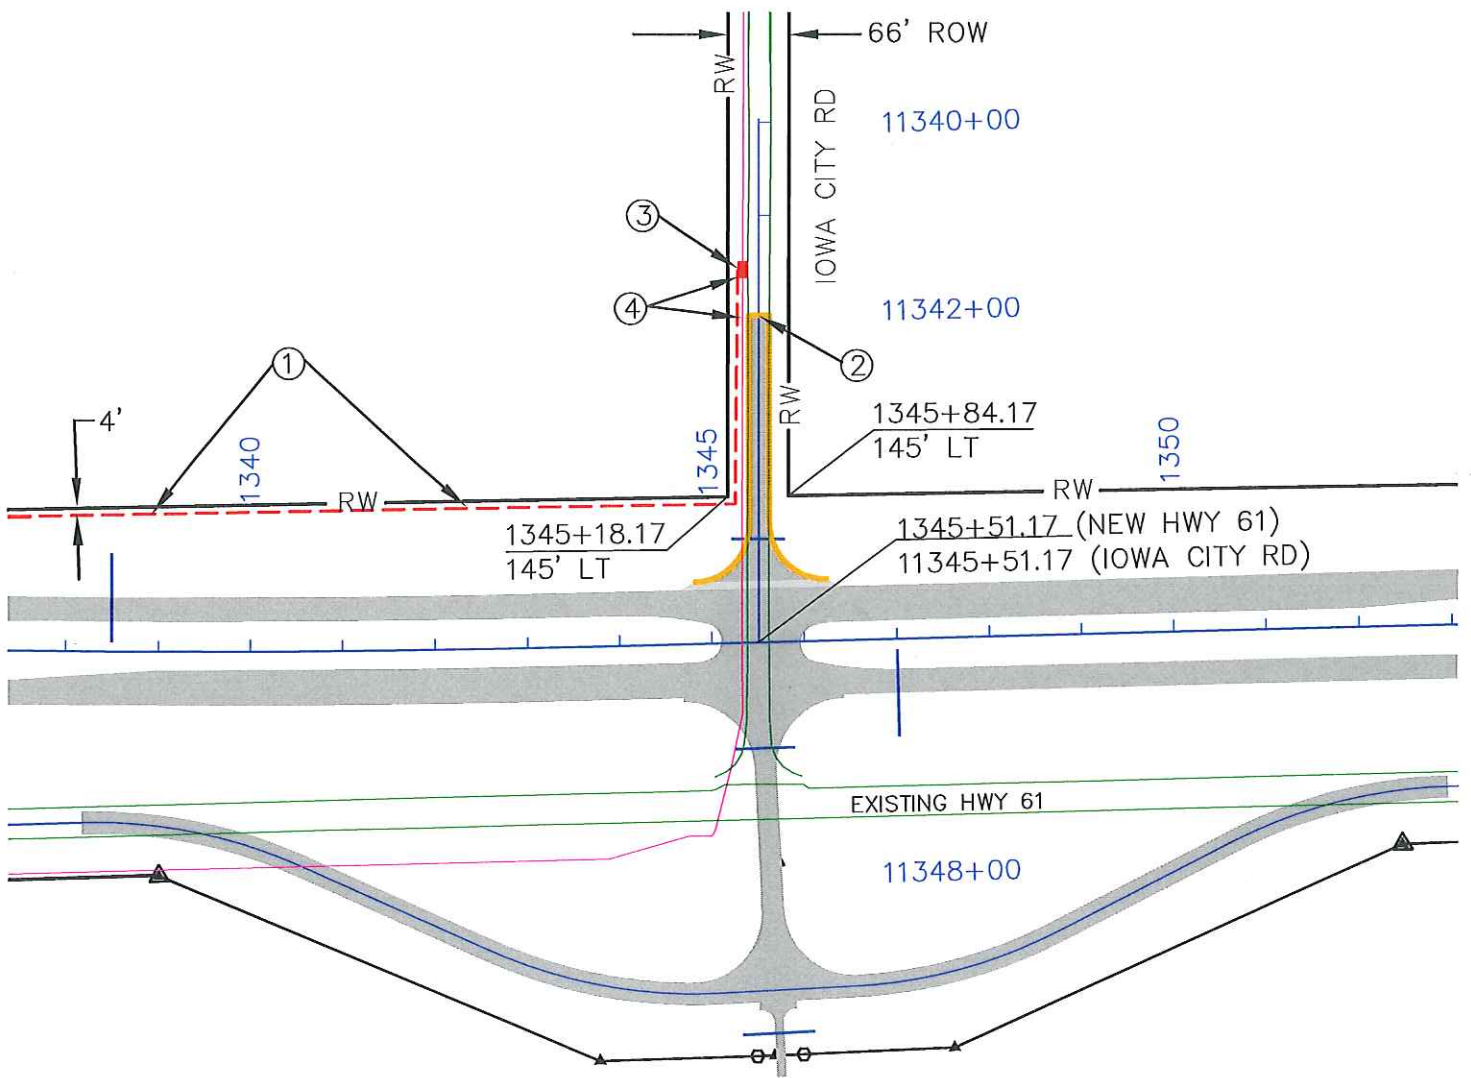 66' ROW
RW
IOWA CITY RD
11340+00
3
4
11342+00
1
2
4'
RW
1345+84.17
145' LT
1340
1345
1350
RW
RW
1345+18.17
145' LT
1345+51.17 (NEW HWY 61)
11345+51.17 (IOWA CITY RD)
EXISTING HWY 61
11348+00